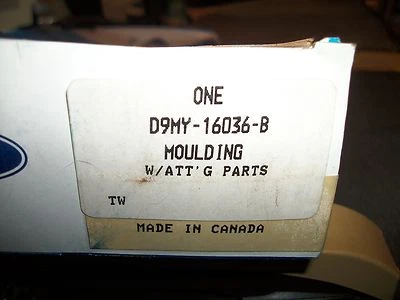 ONE
D9MY-16036-B
MOULDING
W/ATT'G PARTS
TW
MADE IN CANADA